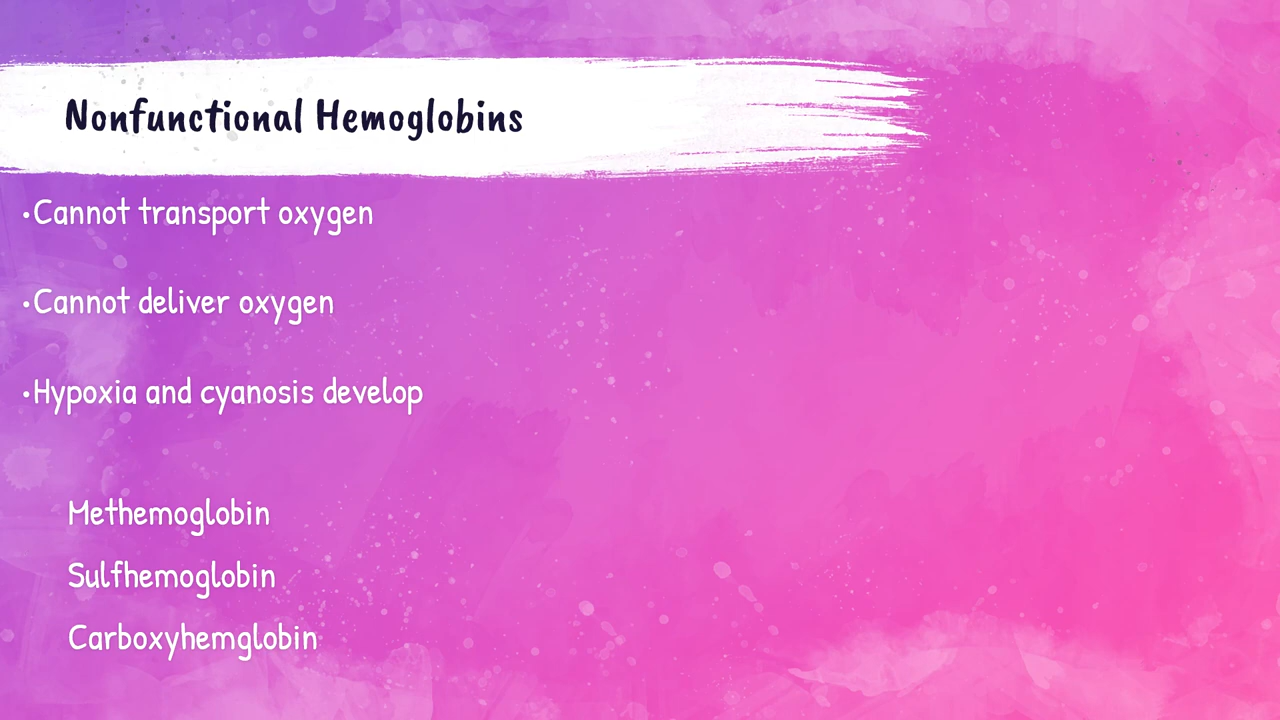 Nonfunctional Hemoglobins
•Cannot transport oxygen
•Cannot deliver oxygen
•Hypoxia and cyanosis develop
Methemoglobin
Sulfhemoglobin
Carboxyhemglobin